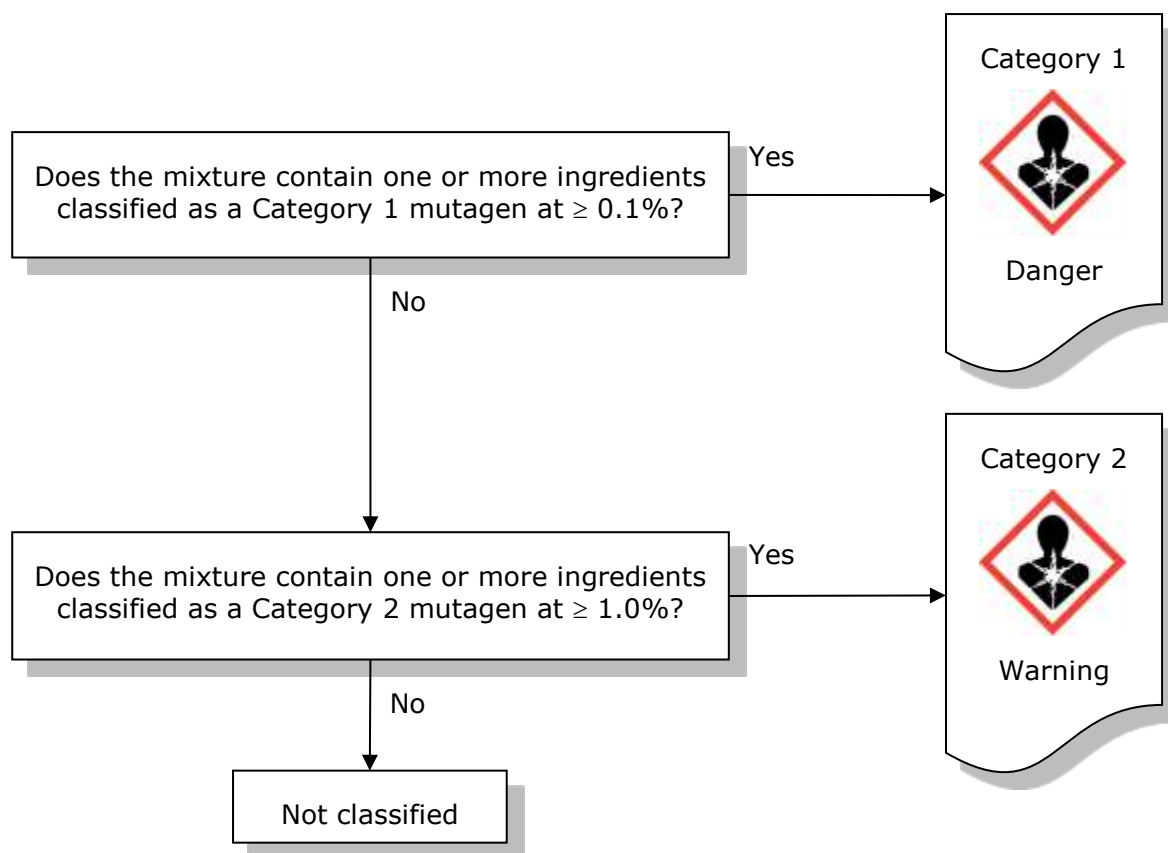 Category 1
Does the mixture contain one or more ingredients
classified as a Category 1 mutagen at ≥ 0.1%?
Yes
Danger
No
Category 2
Does the mixture contain one or more ingredients
classified as a Category 2 mutagen at ≥ 1.0%?
Yes
Warning
No
Not classified